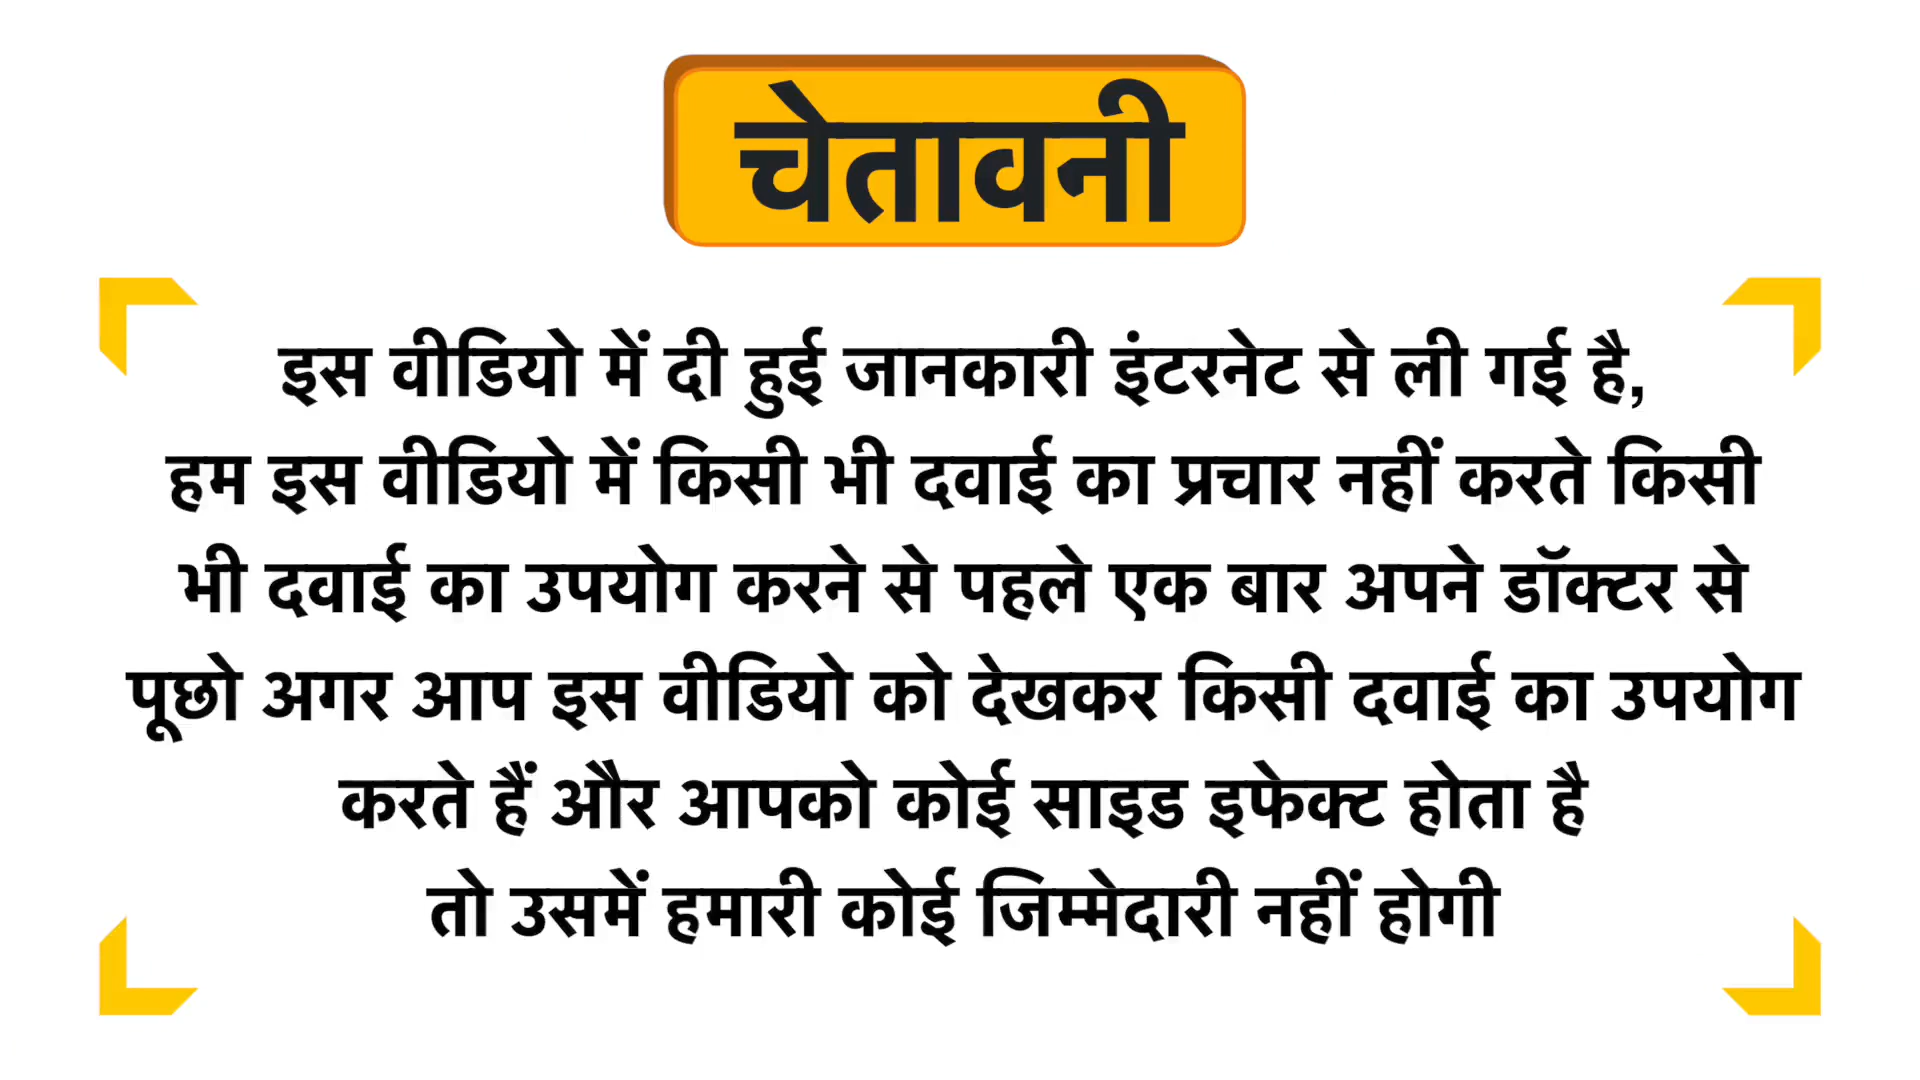 चेतावनी
इस वीडियो में दी हुई जानकारी इंटरनेट से ली गई है,
हम इस वीडियो में किसी भी दवाई का प्रचार नहीं करते किसी
भी दवाई का उपयोग करने से पहले एक बार अपने डॉक्टर से
पूछो अगर आप इस वीडियो को देखकर किसी दवाई का उपयोग
करते हैं और आपको कोई साइड इफेक्ट होता है
तो उसमें हमारी कोई जिम्मेदारी नहीं होगी